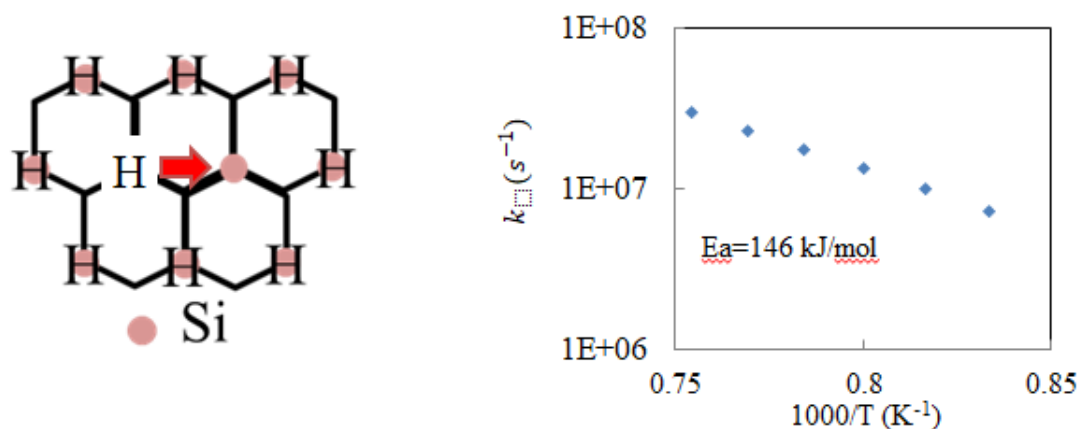 H H H
H H H
H H H
Si
k□(s⁻¹)
1E+08
1E+07
1E+06
Ea=146 kJ/mol
0.75 0.8 0.85
1000/T (K⁻¹)